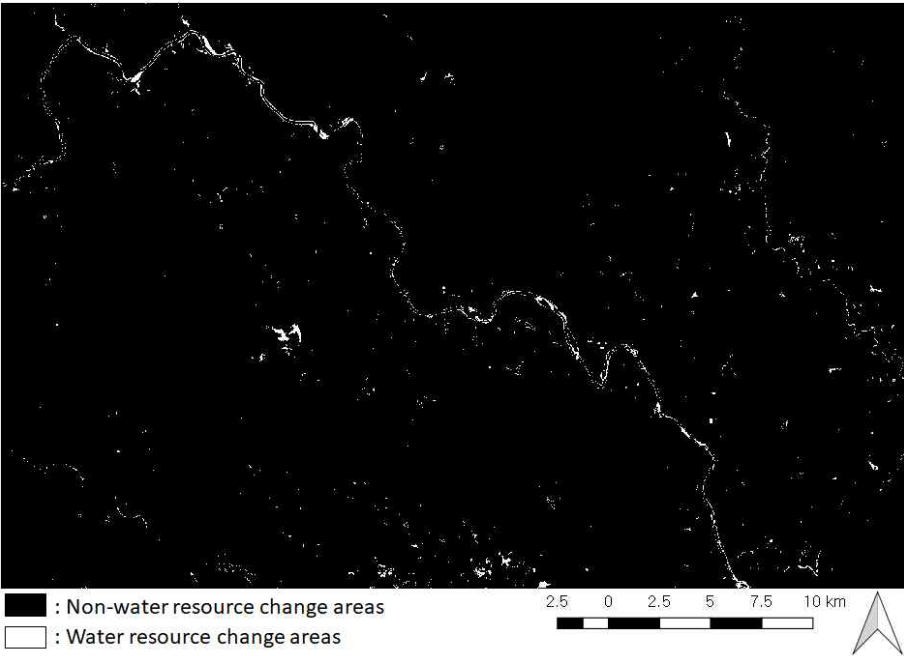 : Non-water resource change areas
: Water resource change areas
2.5 0 2.5 5 7.5 10 km